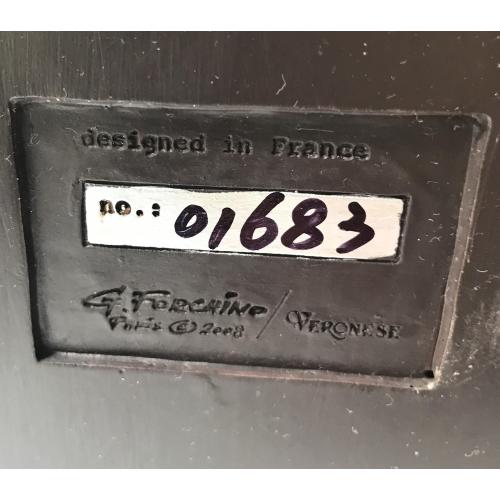 designed in France
no.: 01683
G. FORCHINO / VERONESE
Paris © 2008